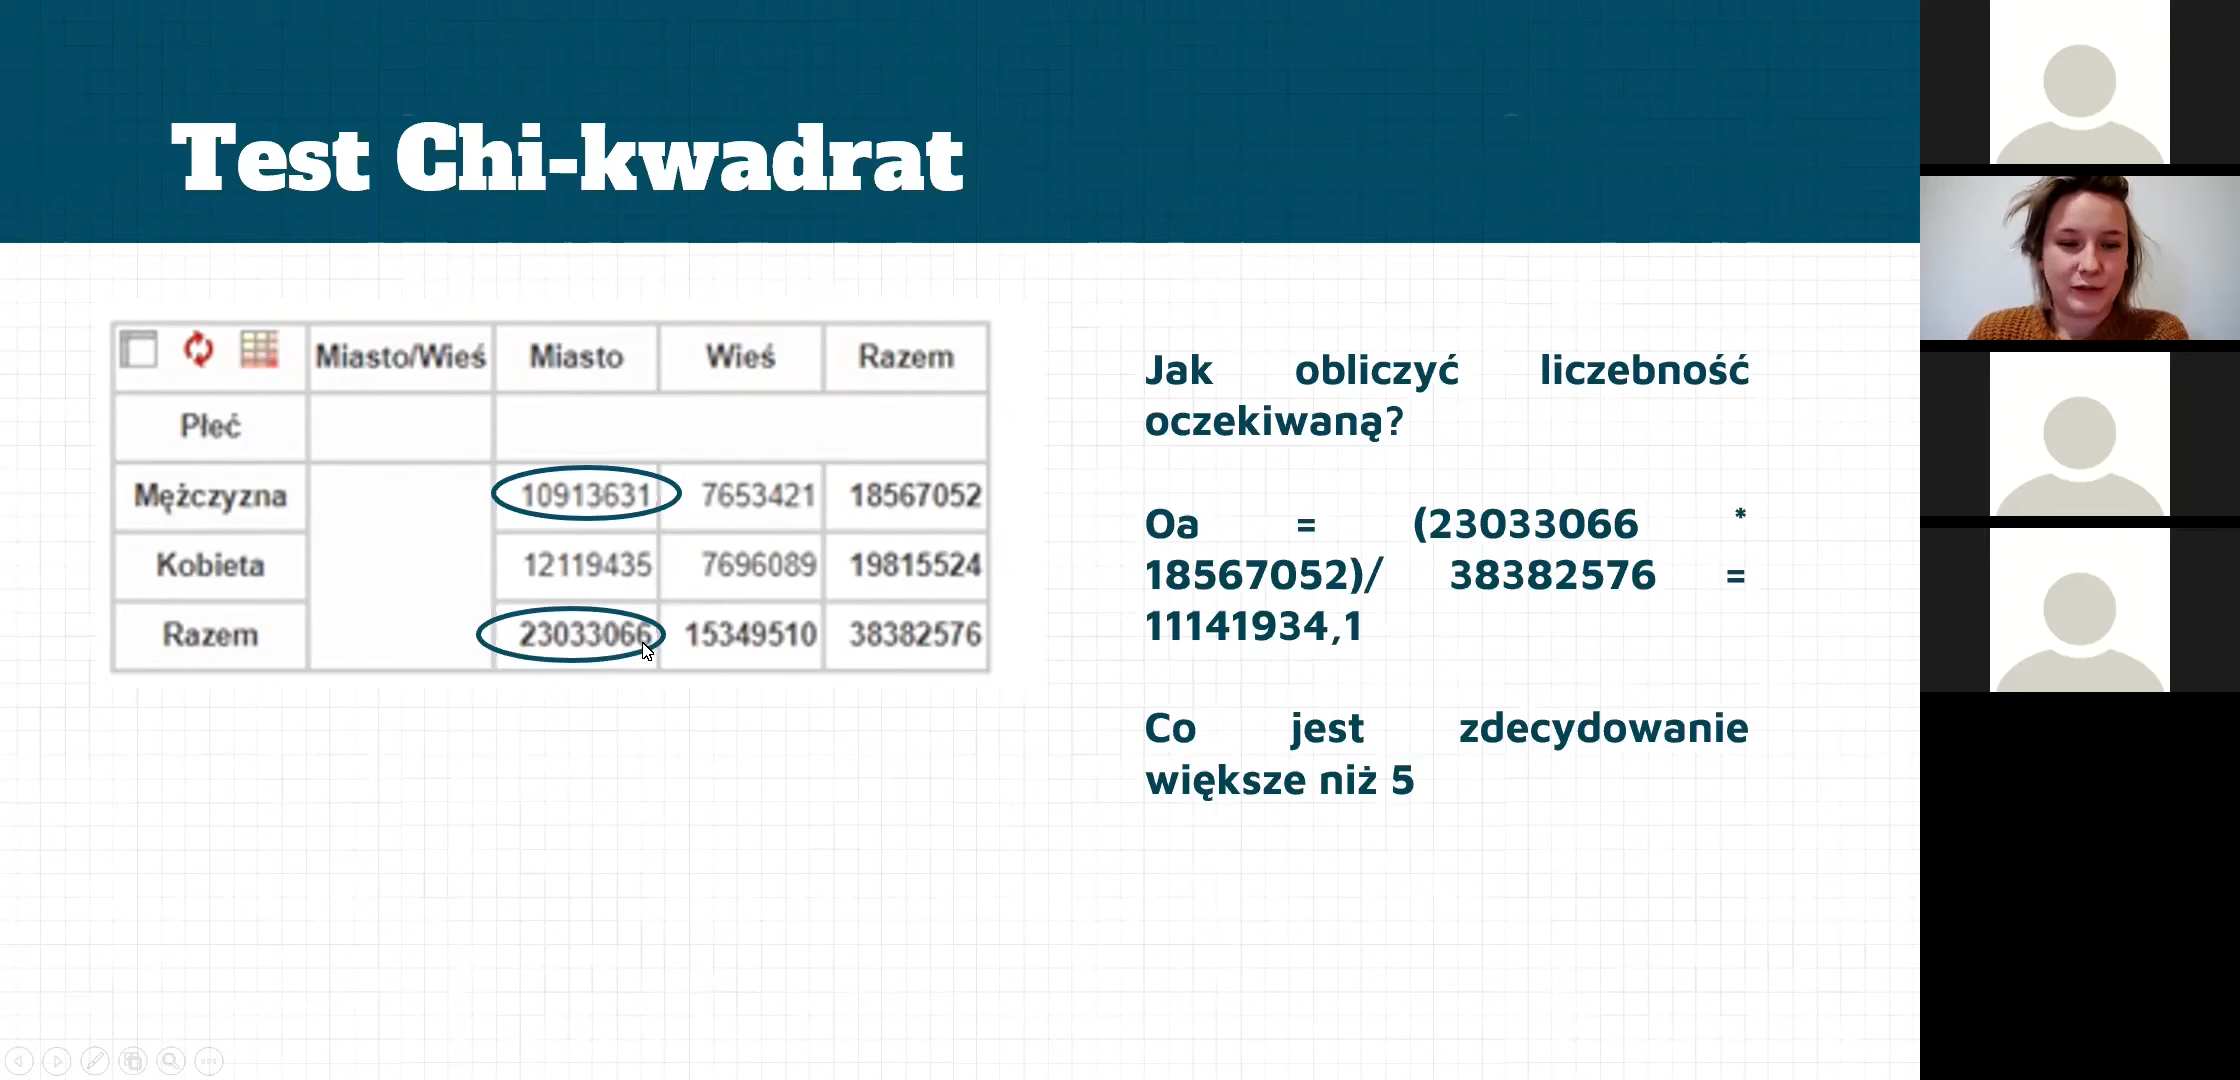 Test Chi-kwadrat
Miasto/Wieś Miasto Wieś Razem
Płeć
Mężczyzna 10913631 7653421 18567052
Kobieta 12119435 7696089 19815524
Razem 23033066 15349510 38382576
Jak obliczyć liczebność
oczekiwaną?
Oa = (23033066 *
18567052)/ 38382576 =
11141934,1
Co jest zdecydowanie
większe niż 5